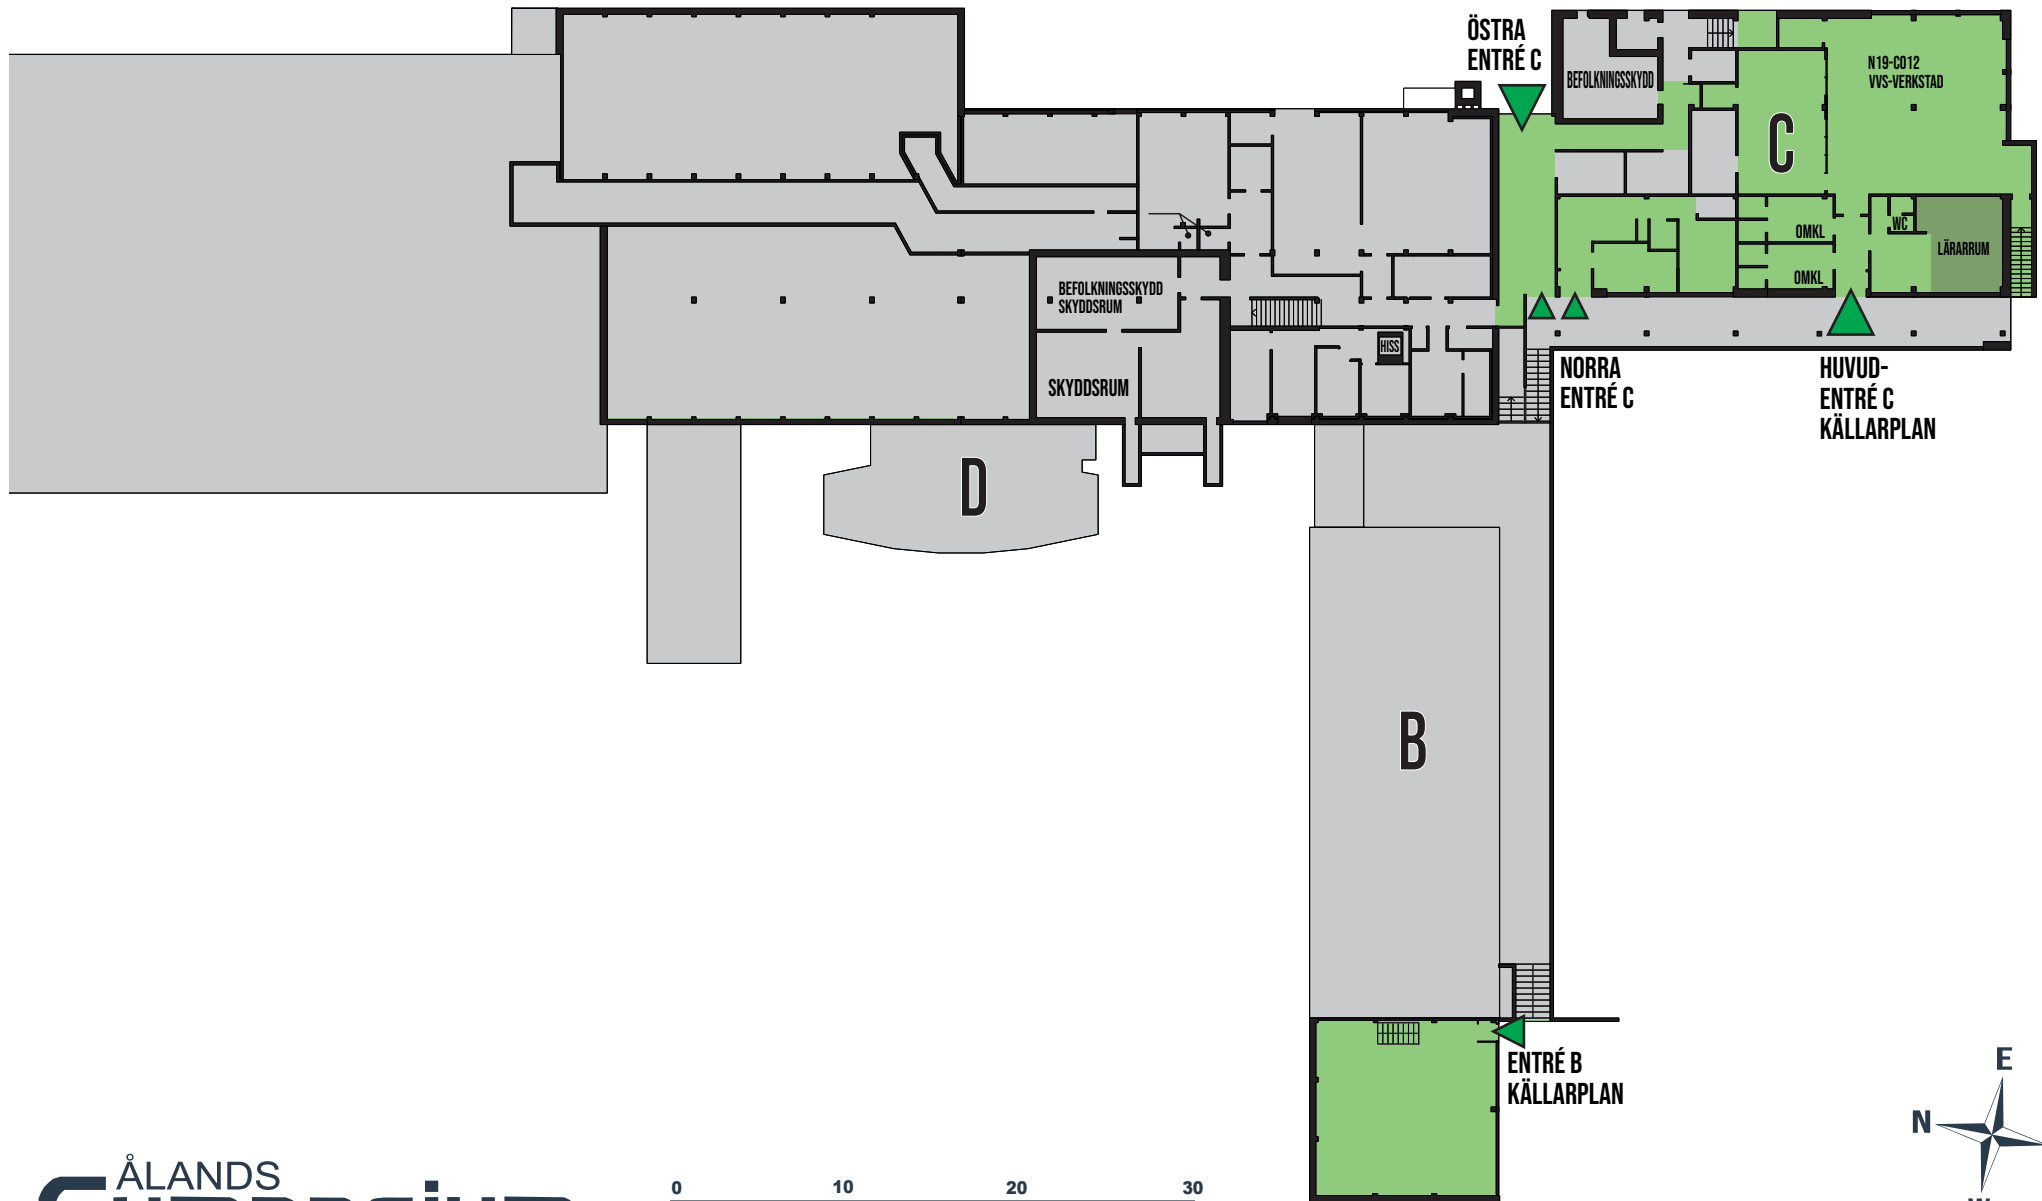 ÖSTRA
ENTRÉ C
BEFOLKNINGSSKYDD
N19-C012
VVS-VERKSTAD
C
OMKL
OMKL
WC
LÄRARRUM
BEFOLKNINGSSKYDD
SKYDDSRUM
SKYDDSRUM
HISS
NORRA
ENTRÉ C
HUVUD-
ENTRÉ C
KÄLLARPLAN
D
B
ENTRÉ B
KÄLLARPLAN
E
N
ÅLANDS
0 10 20 30